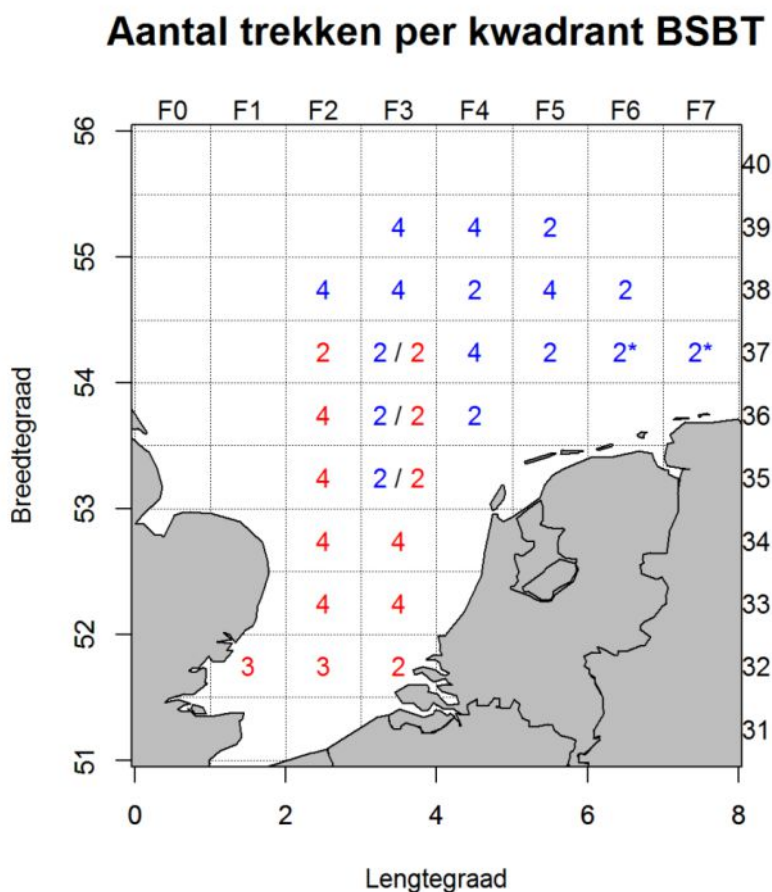 Aantal trekken per kwadrant BSBT
F0 F1 F2 F3 F4 F5 F6 F7
56
40
4 4 2 39
55
4 4 2 4 2 38
2 2 / 2 4 2 2* 2* 37
54
4 2 / 2 2 36
4 2 / 2 35
53
4 4 34
4 4 33
52
3 3 2 32
31
51
0 2 4 6 8
Breedtegraad
Lengtegraad